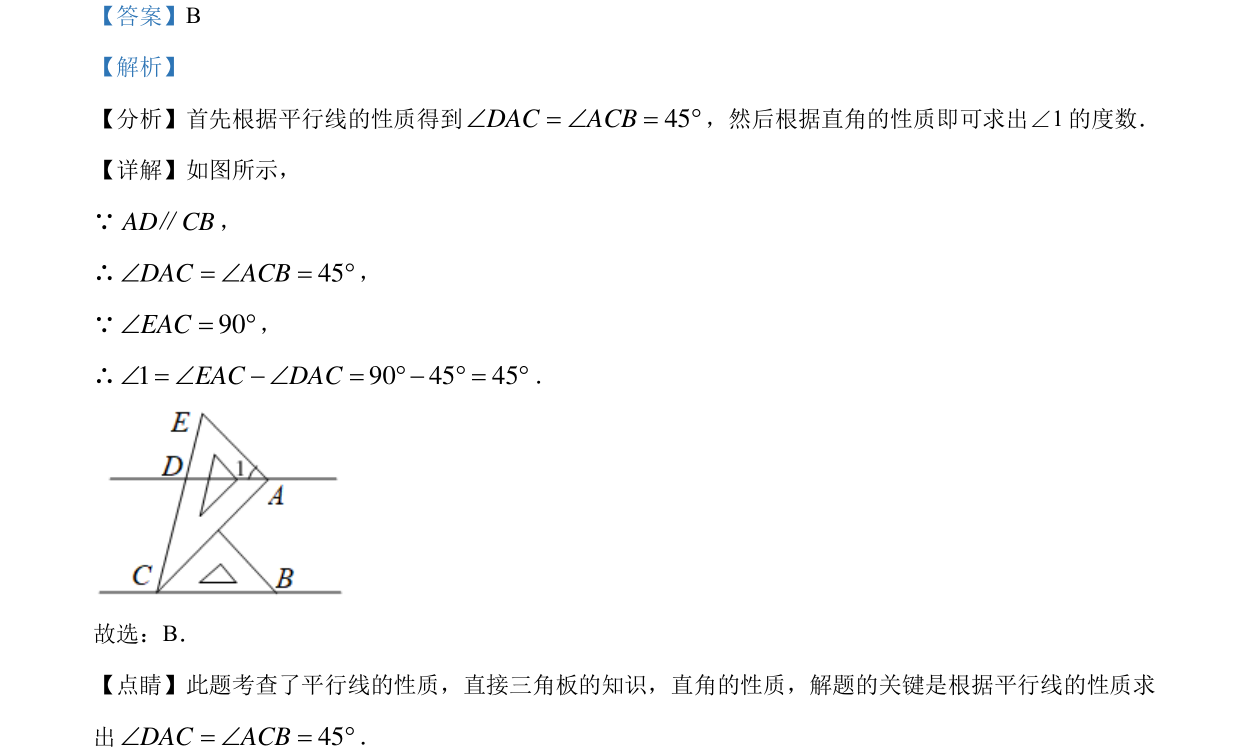 【答案】B
【解析】
【分析】首先根据平行线的性质得到∠DAC = ∠ACB = 45°，然后根据直角的性质即可求出∠1 的度数．
【详解】如图所示，
∵ AD∥CB，
∴ ∠DAC = ∠ACB = 45°，
∵ ∠EAC = 90°，
∴ ∠1 = ∠EAC − ∠DAC = 90° − 45° = 45°．
E
D 1
A
C B
故选：B．
【点睛】此题考查了平行线的性质，直接三角板的知识，直角的性质，解题的关键是根据平行线的性质求
出∠DAC = ∠ACB = 45°．